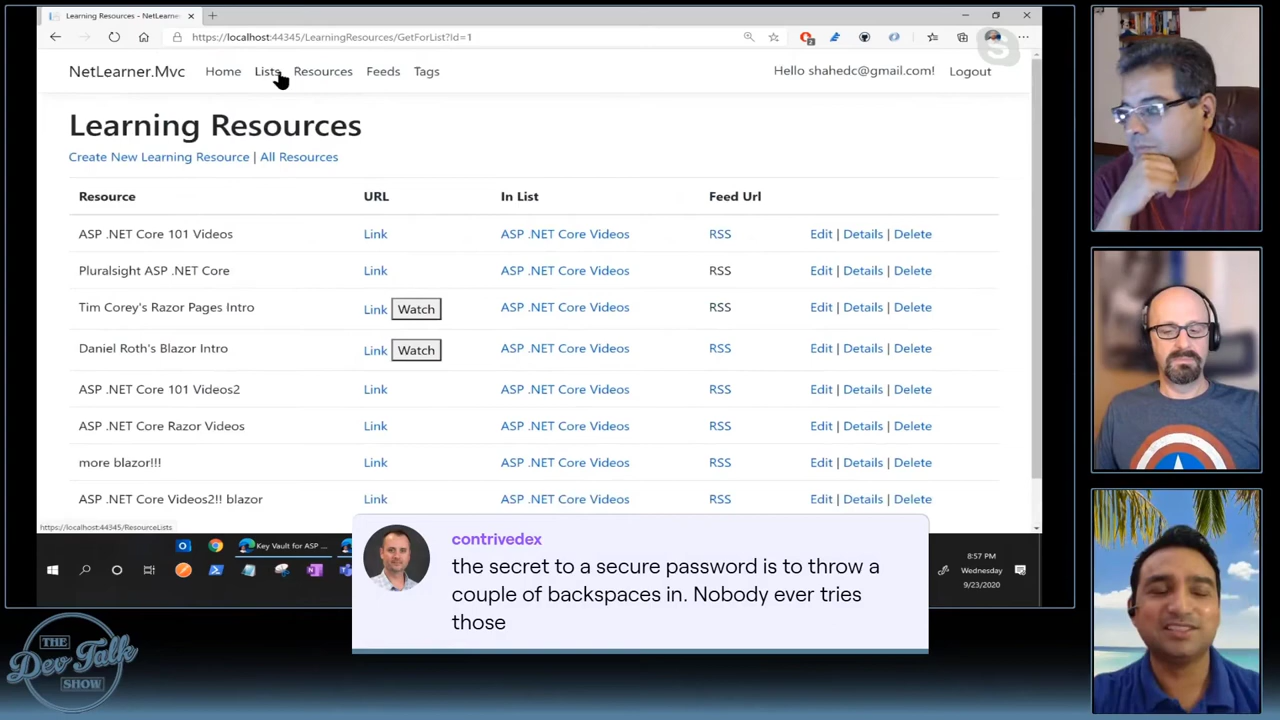 Learning Resources - NetLearne
https://localhost:44345/LearningResources/GetForList?Id=1
NetLearner.Mvc Home Lists Resources Feeds Tags Hello shahedc@gmail.com! Logout
Learning Resources
Create New Learning Resource | All Resources
Resource URL In List Feed Url
ASP .NET Core 101 Videos Link ASP .NET Core Videos RSS Edit | Details | Delete
Pluralsight ASP .NET Core Link ASP .NET Core Videos RSS Edit | Details | Delete
Tim Corey's Razor Pages Intro Link Watch ASP .NET Core Videos RSS Edit | Details | Delete
Daniel Roth's Blazor Intro Link Watch ASP .NET Core Videos RSS Edit | Details | Delete
ASP .NET Core 101 Videos2 Link ASP .NET Core Videos RSS Edit | Details | Delete
ASP .NET Core Razor Videos Link ASP .NET Core Videos RSS Edit | Details | Delete
more blazor!!! Link ASP .NET Core Videos RSS Edit | Details | Delete
ASP .NET Core Videos2!! blazor Link ASP .NET Core Videos RSS Edit | Details | Delete
https://localhost:44345/ResourceLists
Key Vault for ASP ...
8:57 PM
Wednesday
9/23/2020
contrivedex
the secret to a secure password is to throw a
couple of backspaces in. Nobody ever tries
those
THE
Dev Talk
SHOW